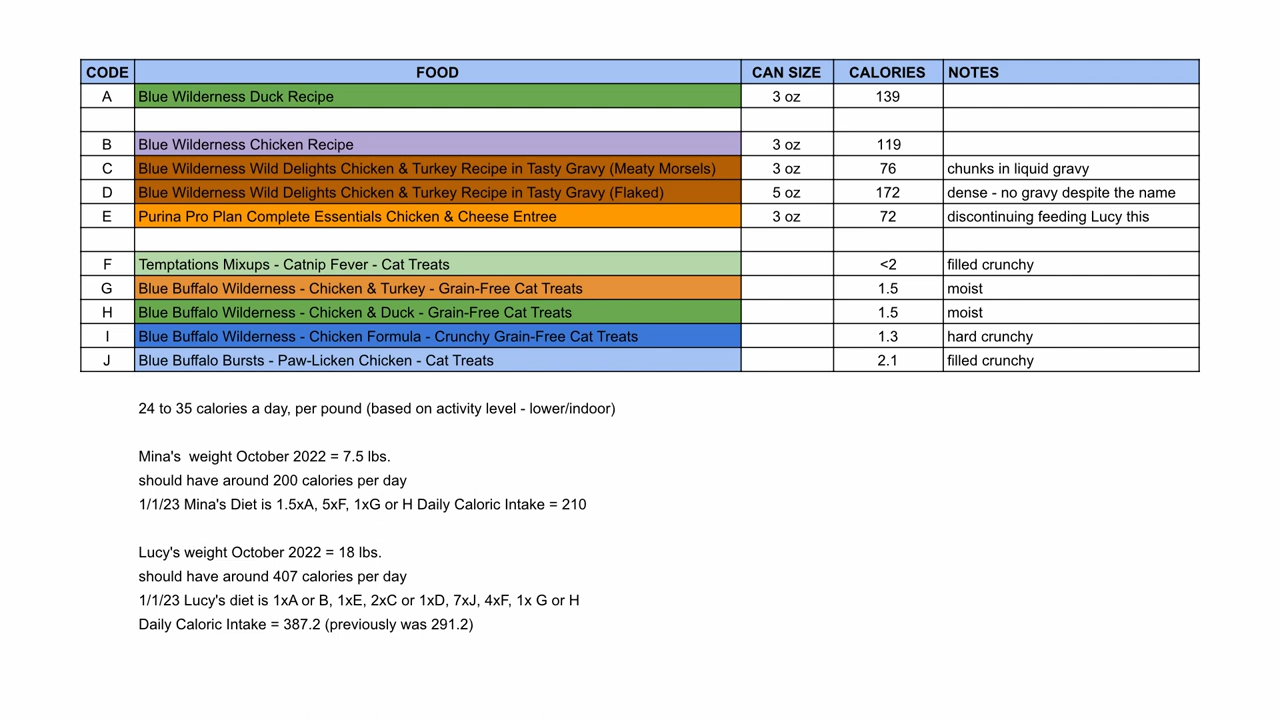 CODE FOOD CAN SIZE CALORIES NOTES
A Blue Wilderness Duck Recipe 3 oz 139
B Blue Wilderness Chicken Recipe 3 oz 119
C Blue Wilderness Wild Delights Chicken & Turkey Recipe in Tasty Gravy (Meaty Morsels) 3 oz 76 chunks in liquid gravy
D Blue Wilderness Wild Delights Chicken & Turkey Recipe in Tasty Gravy (Flaked) 5 oz 172 dense - no gravy despite the name
E Purina Pro Plan Complete Essentials Chicken & Cheese Entree 3 oz 72 discontinuing feeding Lucy this
F Temptations Mixups - Catnip Fever - Cat Treats <2 filled crunchy
G Blue Buffalo Wilderness - Chicken & Turkey - Grain-Free Cat Treats 1.5 moist
H Blue Buffalo Wilderness - Chicken & Duck - Grain-Free Cat Treats 1.5 moist
I Blue Buffalo Wilderness - Chicken Formula - Crunchy Grain-Free Cat Treats 1.3 hard crunchy
J Blue Buffalo Bursts - Paw-Licken Chicken - Cat Treats 2.1 filled crunchy
24 to 35 calories a day, per pound (based on activity level - lower/indoor)
Mina's weight October 2022 = 7.5 lbs.
should have around 200 calories per day
1/1/23 Mina's Diet is 1.5xA, 5xF, 1xG or H Daily Caloric Intake = 210
Lucy's weight October 2022 = 18 lbs.
should have around 407 calories per day
1/1/23 Lucy's diet is 1xA or B, 1xE, 2xC or 1xD, 7xJ, 4xF, 1x G or H
Daily Caloric Intake = 387.2 (previously was 291.2)